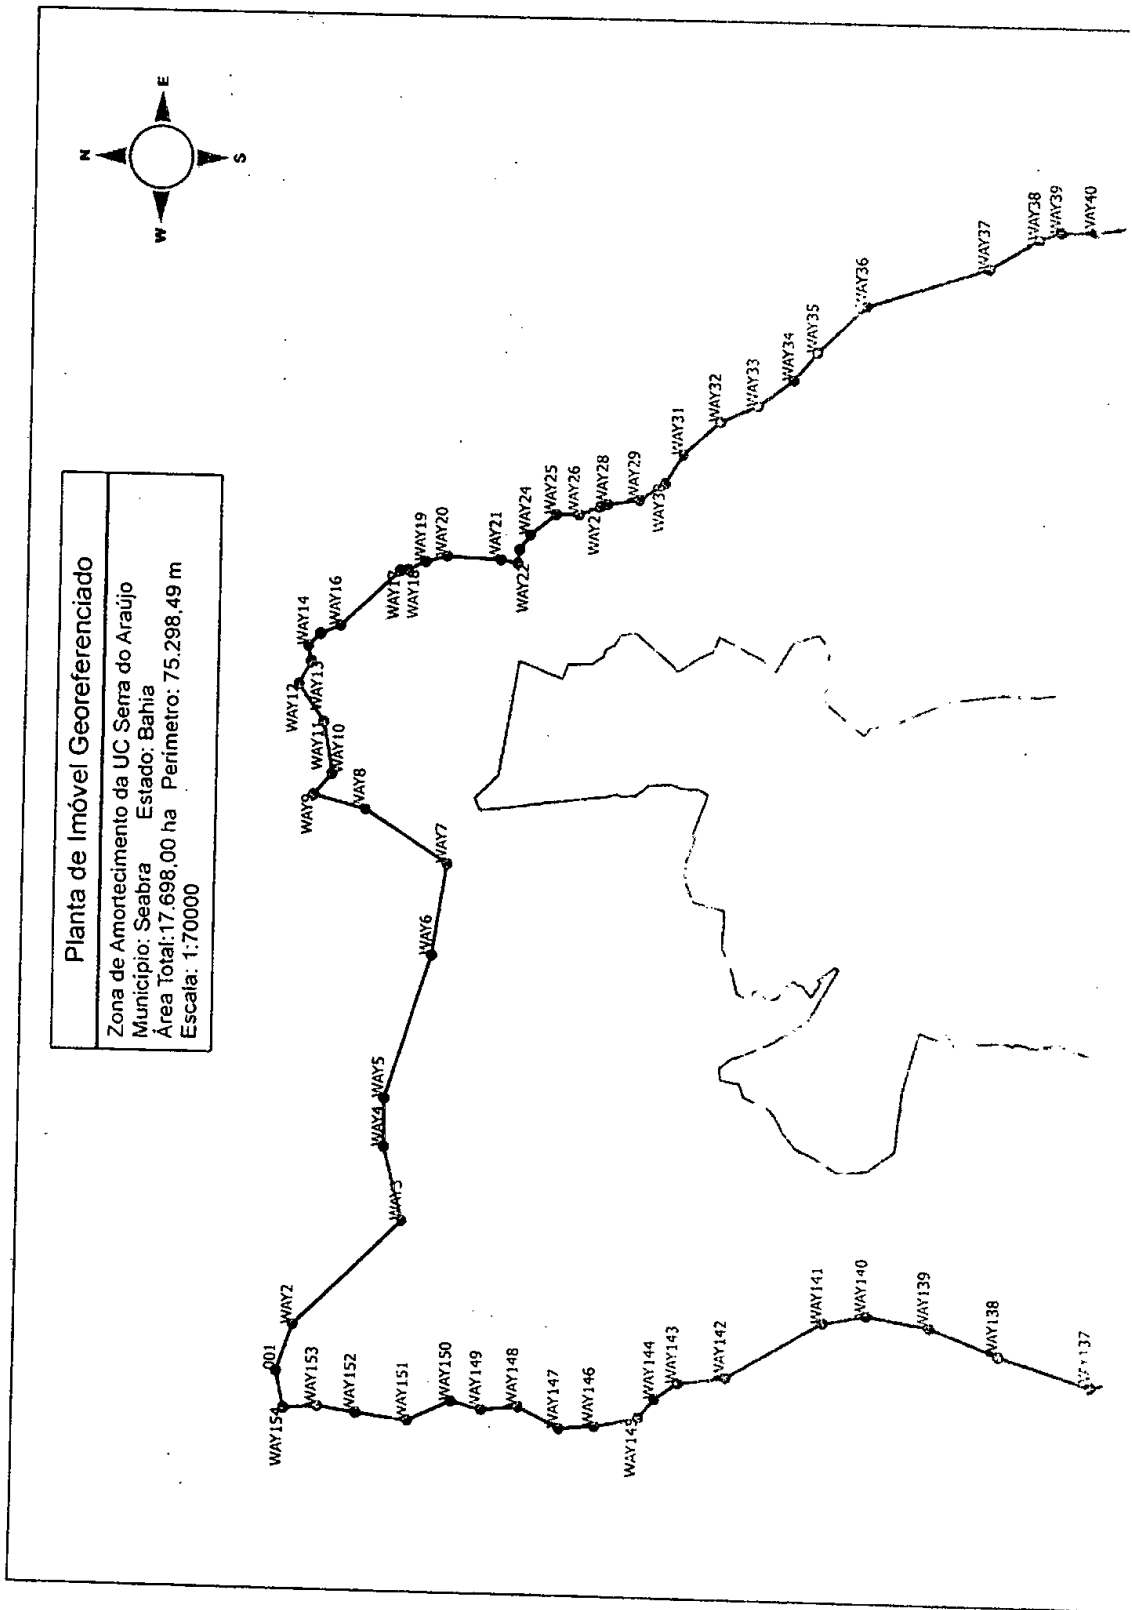 Planta de Imóvel Georeferenciado
Zona de Amortecimento da UC Serra do Araújo
Município: Seabra Estado: Bahia
Área Total:17.698,00 ha Perímetro: 75.298,49 m
Escala: 1:70000
N
W
E
S
001
WAY2
WAY3
WAY4
WAY5
WAY6
WAY7
WAY8
WAY9
WAY10
WAY11
WAY12
WAY13
WAY14
WAY16
WAY17
WAY18
WAY19
WAY20
WAY21
WAY22
WAY24
WAY25
WAY26
WAY28
WAY29
WAY30
WAY31
WAY32
WAY33
WAY34
WAY35
WAY36
WAY37
WAY38
WAY39
WAY40
WAY154
WAY153
WAY152
WAY151
WAY150
WAY149
WAY148
WAY147
WAY146
WAY145
WAY144
WAY143
WAY142
WAY141
WAY140
WAY139
WAY138
WAY137